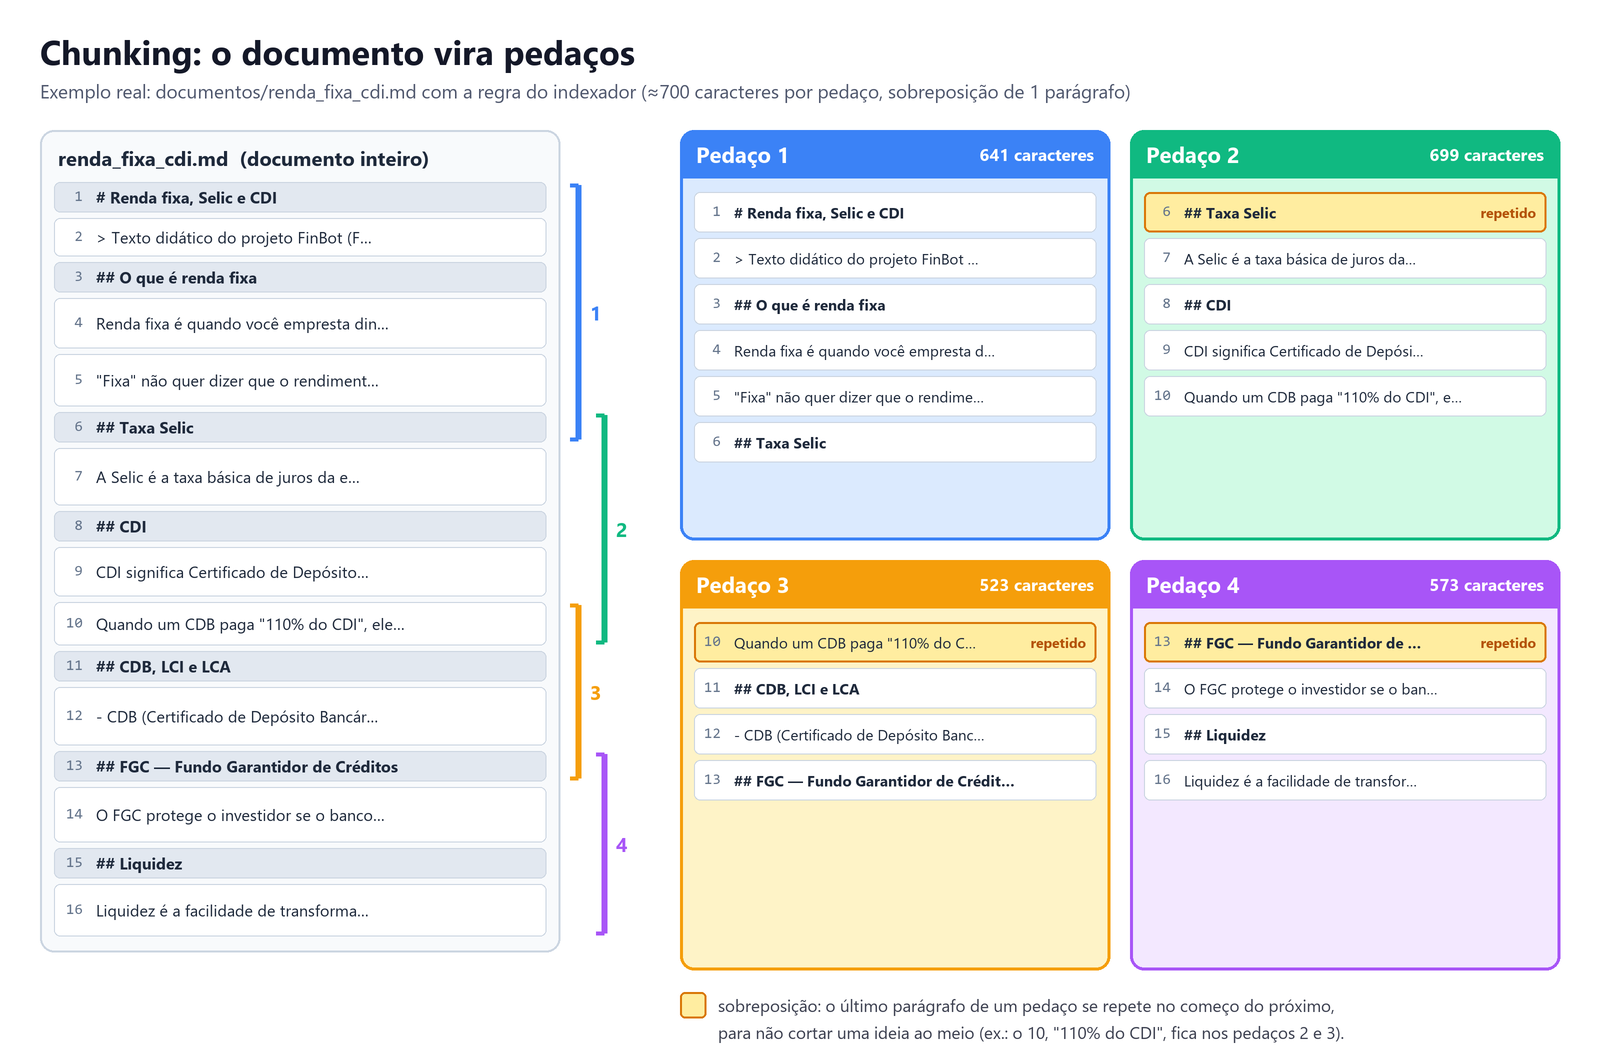 Chunking: o documento vira pedaços
Exemplo real: documentos/renda_fixa_cdi.md com a regra do indexador (≈700 caracteres por pedaço, sobreposição de 1 parágrafo)
renda_fixa_cdi.md (documento inteiro)
1 # Renda fixa, Selic e CDI
2 > Texto didático do projeto FinBot (F...
3 ## O que é renda fixa
4 Renda fixa é quando você empresta din...
5 "Fixa" não quer dizer que o rendiment...
6 ## Taxa Selic
7 A Selic é a taxa básica de juros da e...
8 ## CDI
9 CDI significa Certificado de Depósito...
10 Quando um CDB paga "110% do CDI", ele...
11 ## CDB, LCI e LCA
12 - CDB (Certificado de Depósito Bancár...
13 ## FGC — Fundo Garantidor de Créditos
14 O FGC protege o investidor se o banco...
15 ## Liquidez
16 Liquidez é a facilidade de transforma...
1
2
3
4
Pedaço 1 641 caracteres
1 # Renda fixa, Selic e CDI
2 > Texto didático do projeto FinBot ...
3 ## O que é renda fixa
4 Renda fixa é quando você empresta d...
5 "Fixa" não quer dizer que o rendime...
6 ## Taxa Selic
Pedaço 2 699 caracteres
6 ## Taxa Selic repetido
7 A Selic é a taxa básica de juros da...
8 ## CDI
9 CDI significa Certificado de Depósi...
10 Quando um CDB paga "110% do CDI", e...
Pedaço 3 523 caracteres
10 Quando um CDB paga "110% do C... repetido
11 ## CDB, LCI e LCA
12 - CDB (Certificado de Depósito Banc...
13 ## FGC — Fundo Garantidor de Crédit...
Pedaço 4 573 caracteres
13 ## FGC — Fundo Garantidor de ... repetido
14 O FGC protege o investidor se o ban...
15 ## Liquidez
16 Liquidez é a facilidade de transfor...
sobreposição: o último parágrafo de um pedaço se repete no começo do próximo,
para não cortar uma ideia ao meio (ex.: o 10, "110% do CDI", fica nos pedaços 2 e 3).